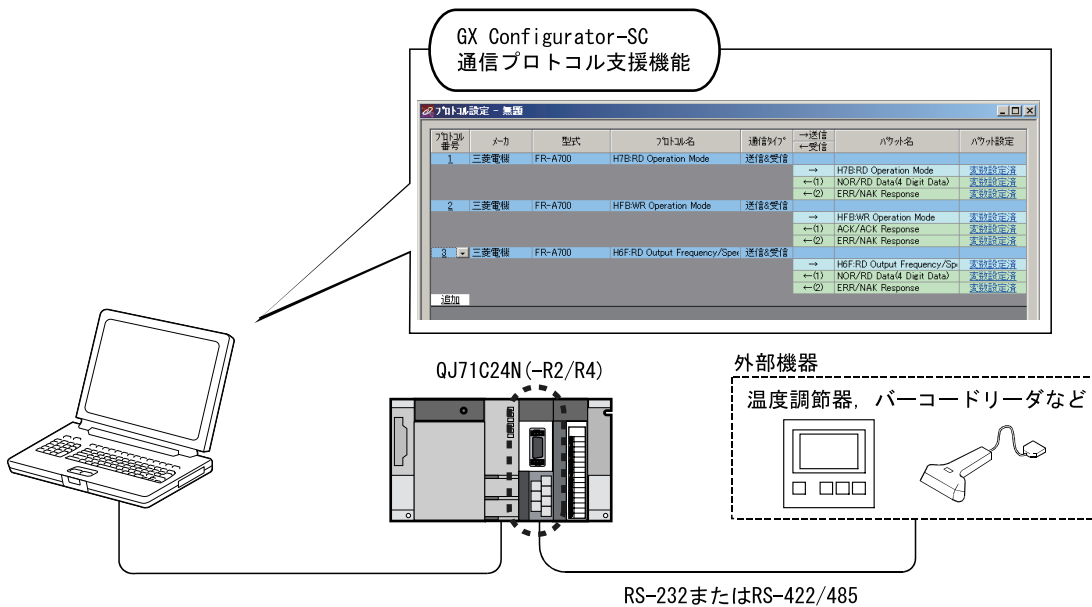 GX Configurator-SC
通信プロトコル支援機能
プロトコル設定 - 無題
プロトコル番号 メーカ 型式 プロトコル名 通信タイプ →送信 ←受信 パケット名 パケット設定
1 三菱電機 FR-A700 H7B:RD Operation Mode 送信&受信
→ H7B:RD Operation Mode 変数設定済
←(1) NOR/RD Data(4 Digit Data) 変数設定済
←(2) ERR/NAK Response 変数設定済
2 三菱電機 FR-A700 HFB:WR Operation Mode 送信&受信
→ HFB:WR Operation Mode 変数設定済
←(1) ACK/ACK Response 変数設定済
←(2) ERR/NAK Response 変数設定済
3 三菱電機 FR-A700 H6F:RD Output Frequency/Spee 送信&受信
→ H6F:RD Output Frequency/Sp 変数設定済
←(1) NOR/RD Data(4 Digit Data) 変数設定済
←(2) ERR/NAK Response 変数設定済
追加
QJ71C24N(-R2/R4)
外部機器
温度調節器, バーコードリーダなど
RS-232またはRS-422/485